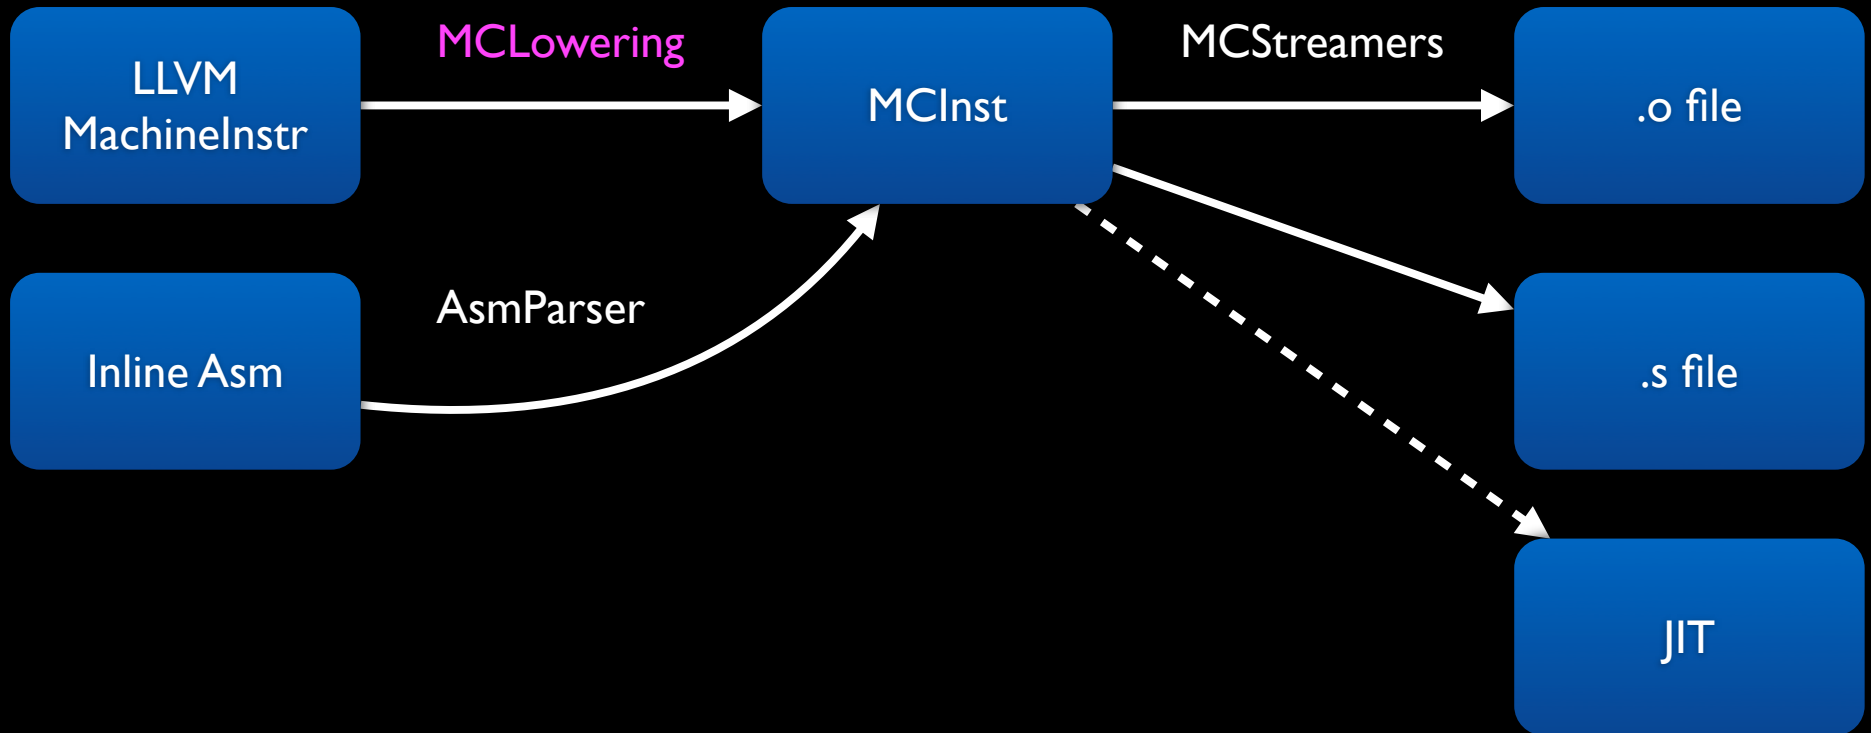 LLVM
MachineInstr
MCLowering
MCInst
MCStreamers
.o file
Inline Asm
AsmParser
.s file
JIT